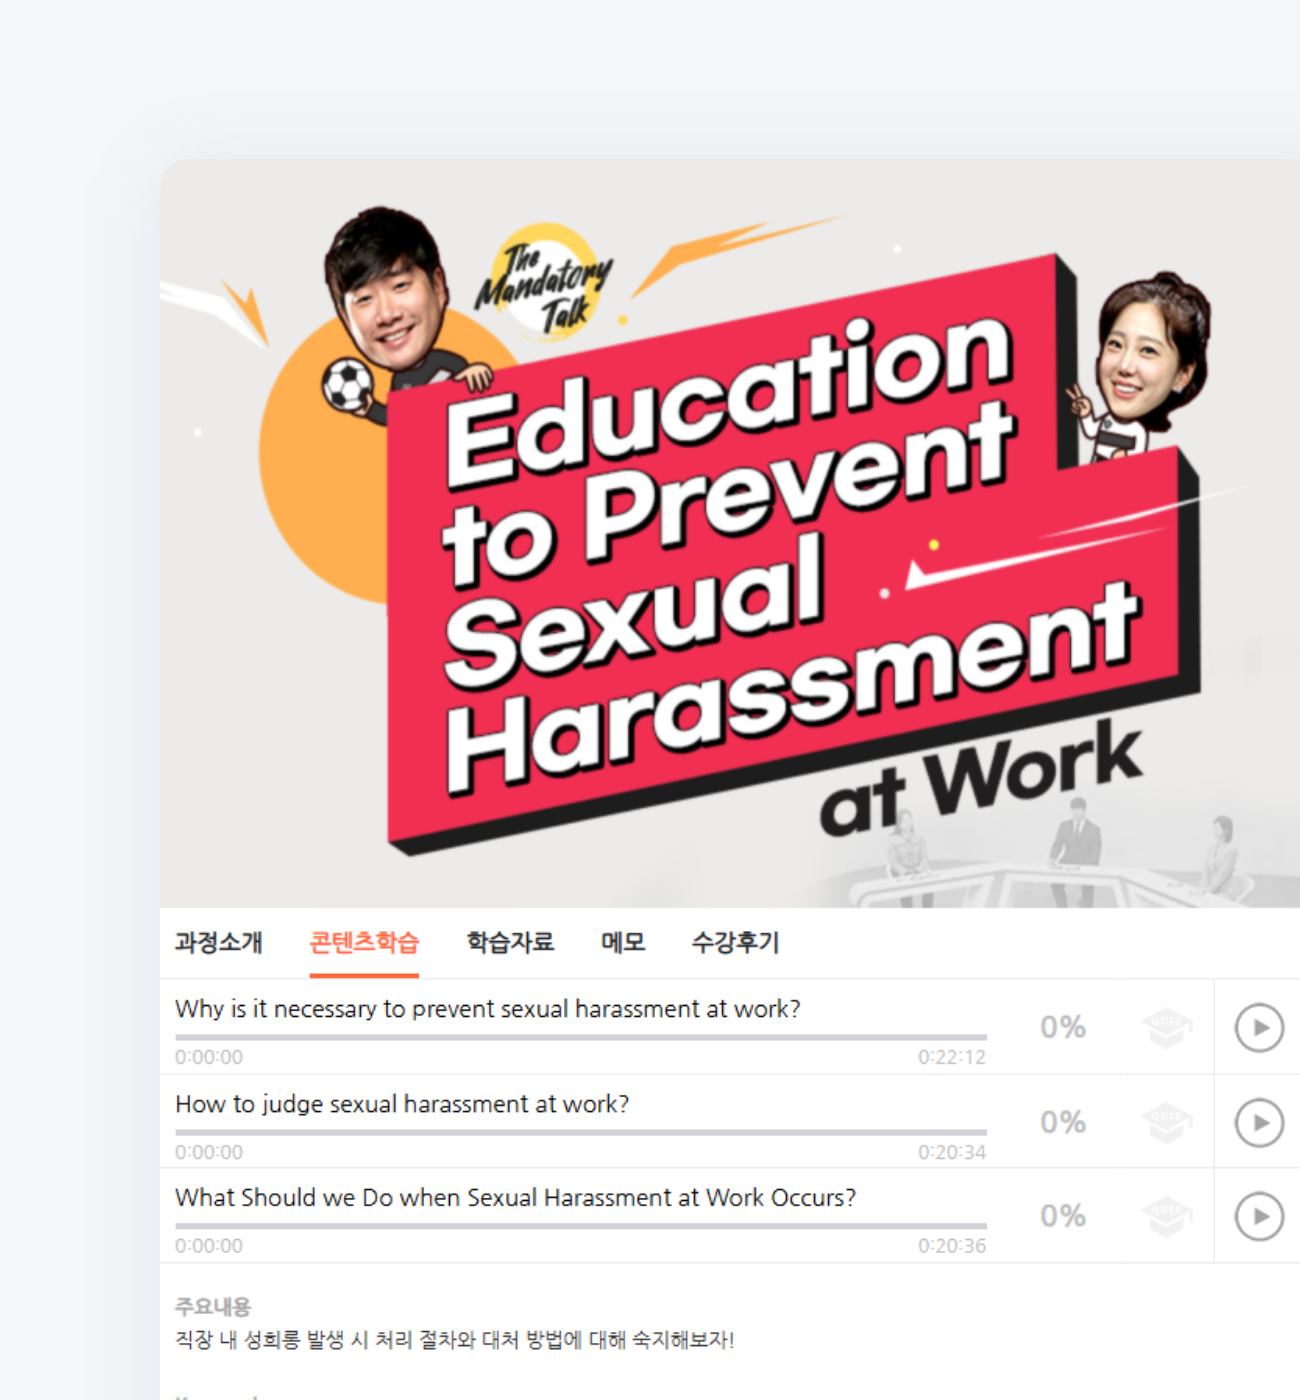 The
Mandatory
Talk
Education
to Prevent
Sexual
Harassment
at Work
과정소개 콘텐츠학습 학습자료 메모 수강후기
Why is it necessary to prevent sexual harassment at work?
0:00:00 0:22:12 0% QUIZ
How to judge sexual harassment at work?
0:00:00 0:20:34 0% QUIZ
What Should we Do when Sexual Harassment at Work Occurs?
0:00:00 0:20:36 0% QUIZ
주요내용
직장 내 성희롱 발생 시 처리 절차와 대처 방법에 대해 숙지해보자!